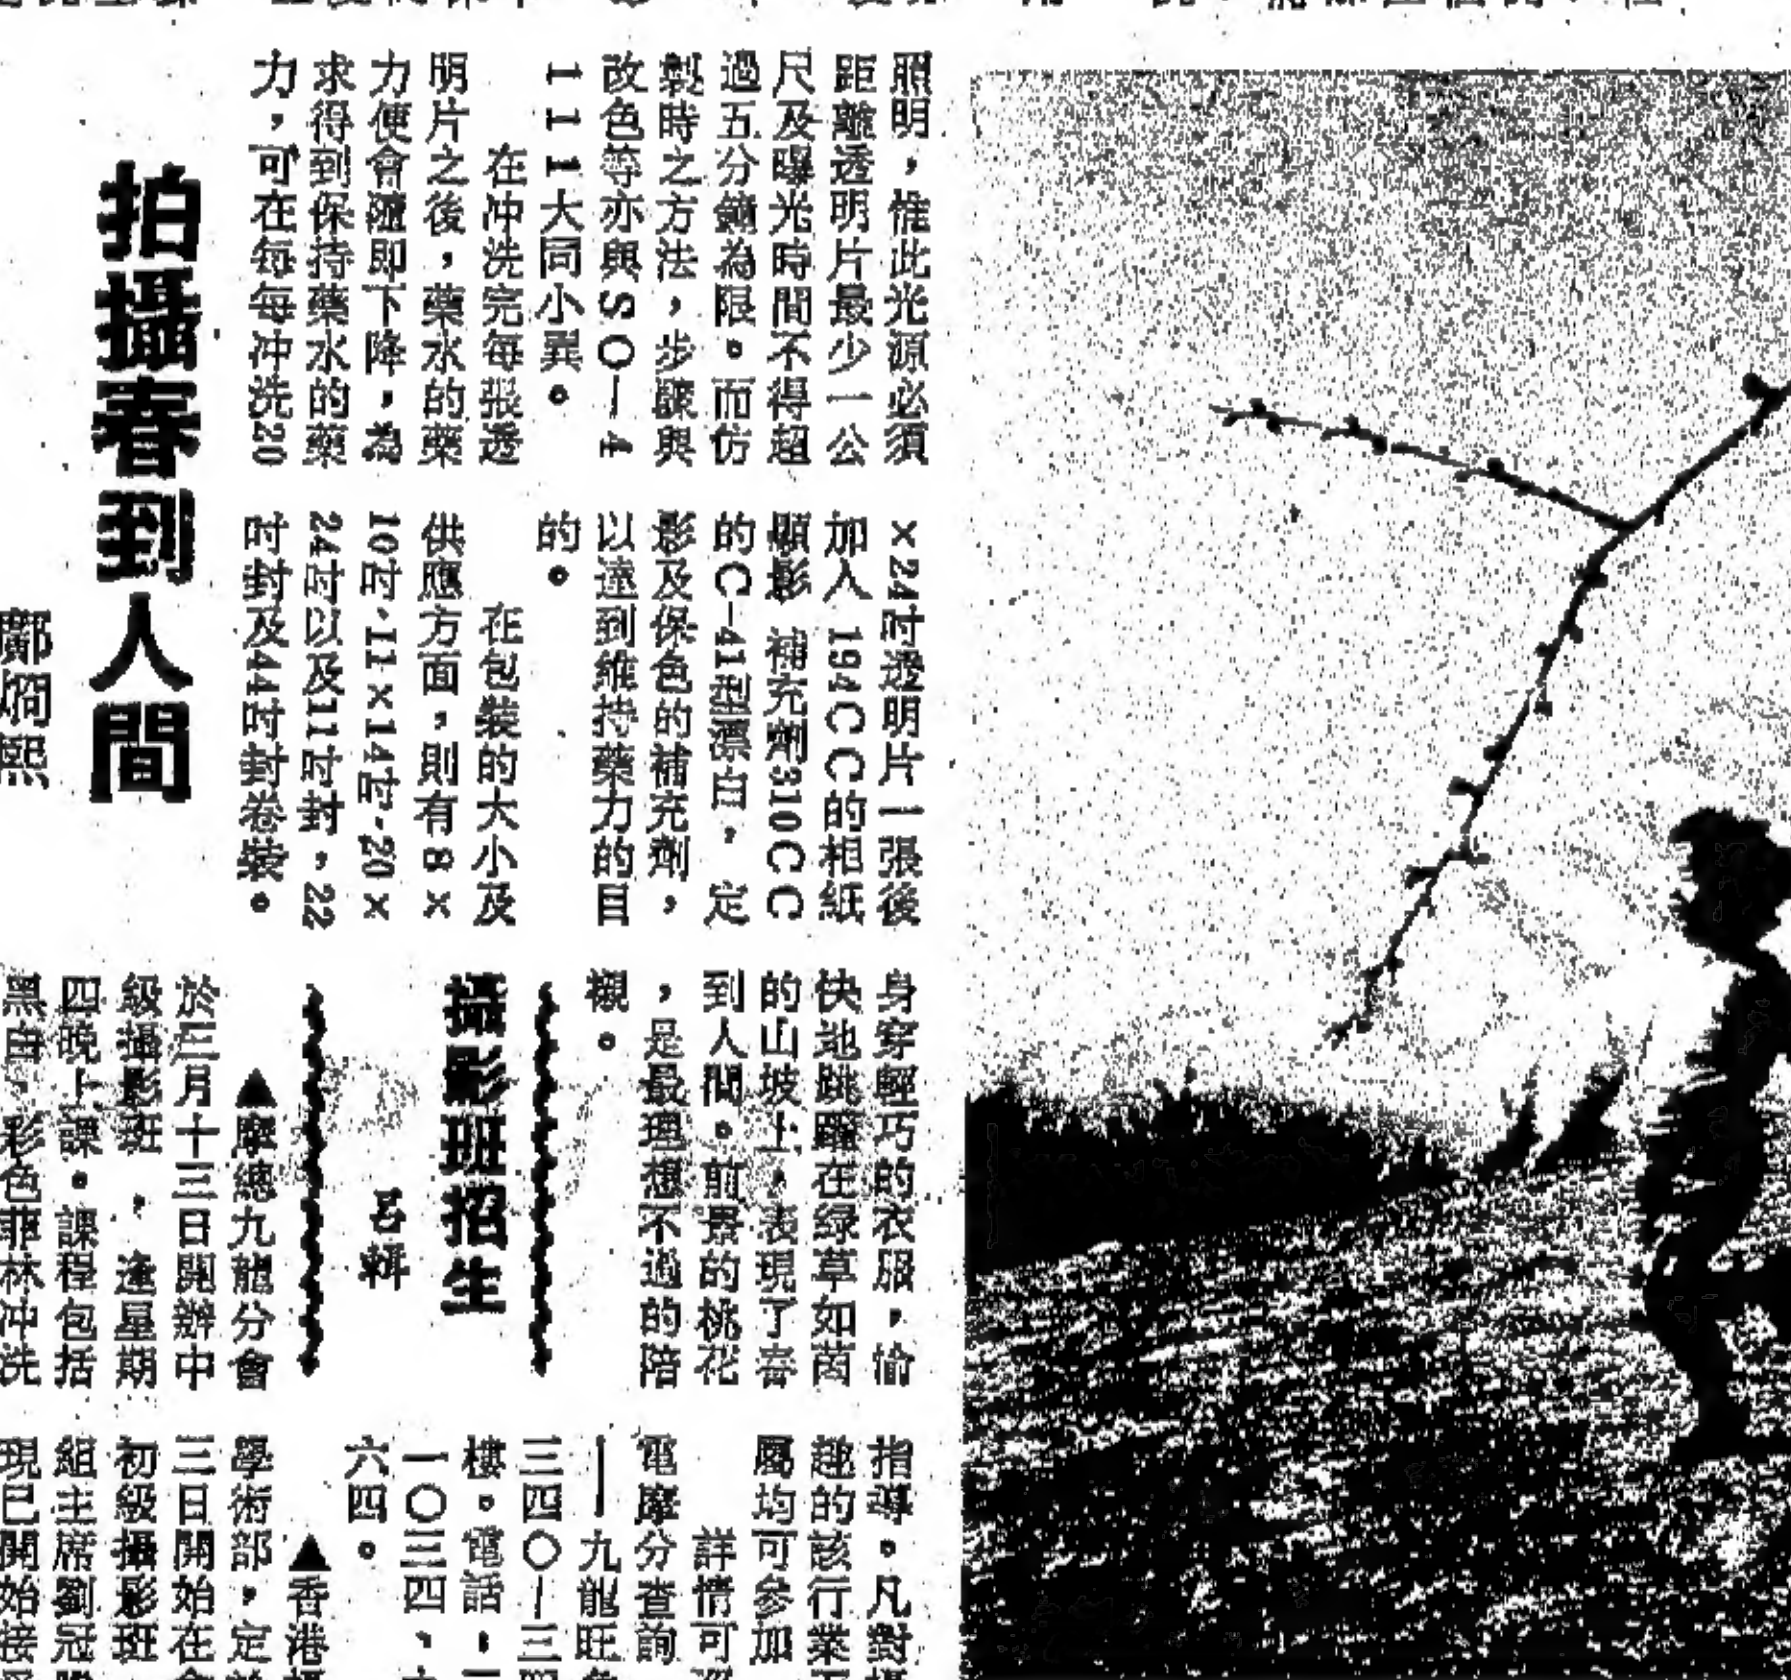 照明，惟此光源必須
距離透明片最少一公
尺及曝光時間不得超
過五分鐘為限。而仿
製時之方法，步驟與
改色等亦與SO—4
111大同小異。
在冲洗完每張透
明片之後，藥水的藥
力便會隨即下降，為
求得到保持藥水的藥
力，可在每每冲洗20
×24吋透明片一張後
加入194CC的相紙
顯影 補充劑310CC
的C-41型漂白，定
影及保色的補充劑，
以達到維持藥力的目
的。
在包裝的大小及
供應方面，則有8×
10吋·11×14吋·20×
24吋以及11吋封，22
吋封及44吋封卷裝。
拍攝春到人間
鄺烱熙
身穿輕巧的衣服，愉
快地跳躍在绿草如茵
的山坡上，表現了春
到人間。前景的桃花
，是最理想不過的陪
襯。
攝影班招生
呂輯
▲摩總九龍分會
於三月十三日開辦中
級攝影班，逢星期
四晚上課。課程包括
黑白·彩色菲林冲洗
指導。凡對
趣的該行業
屬均可參加
詳情可
電摩分查詢
——九龍旺
三四〇—三
樓。電話：
一〇三四、
六四。
▲香港
學術部，定
三日開始在
初級攝影班
組主席劉冠
現已開始接